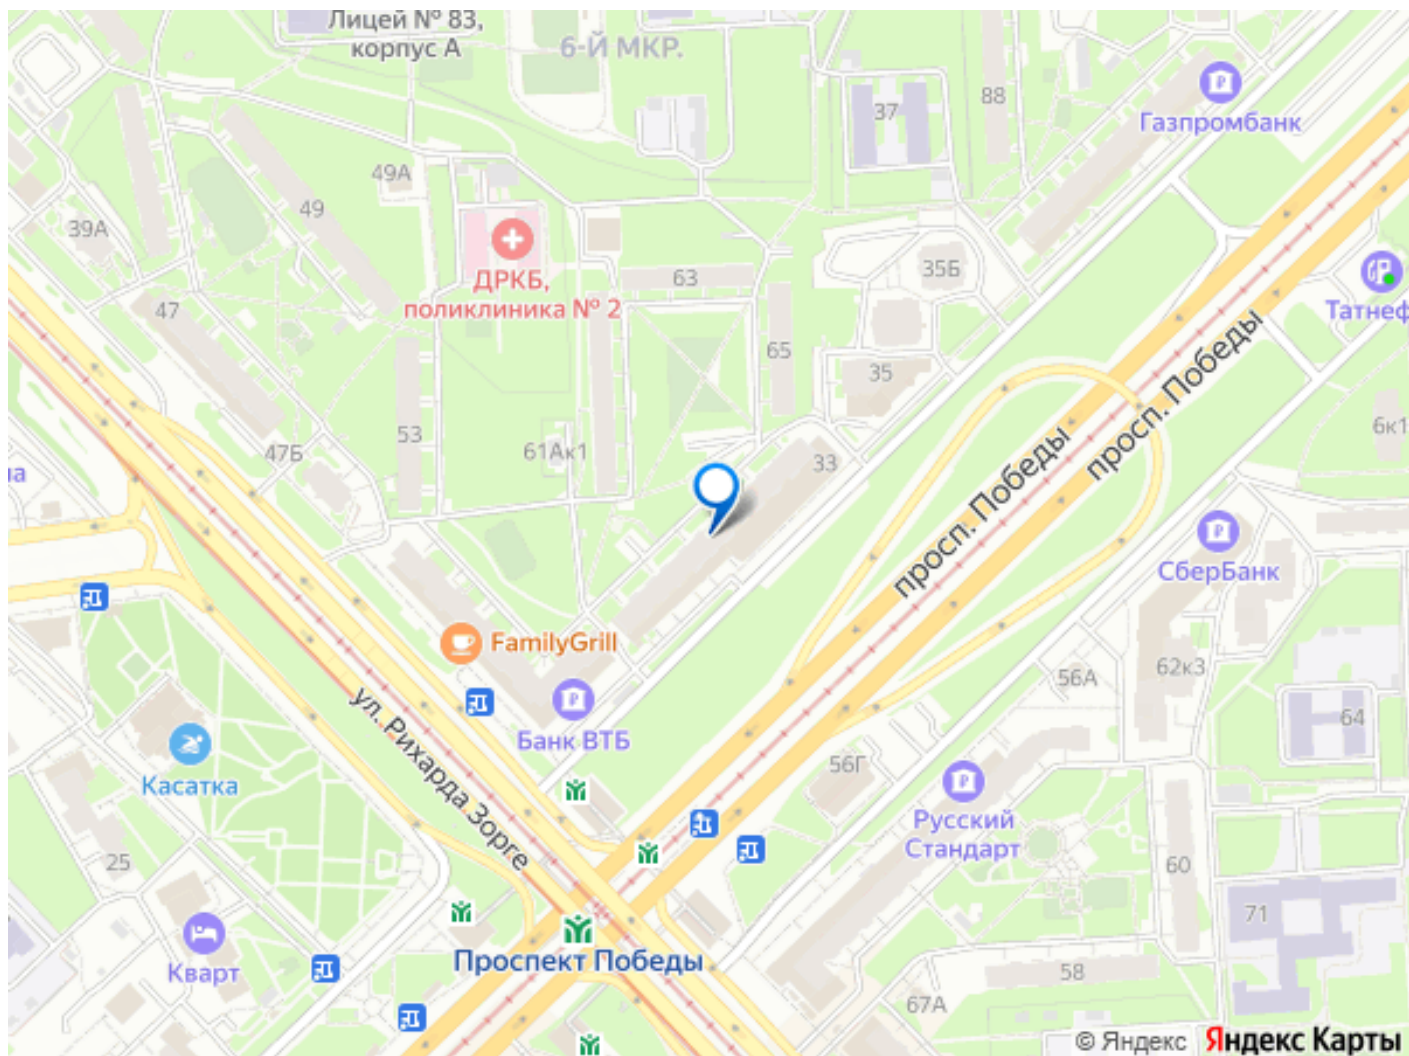 Лицей № 83,
корпус А
6-Й МКР.
37
88
Газпромбанк
49А
49
39А
ДРКБ,
поликлиника № 2
63
35Б
Татнеф
47
65
35
просп. Победы
53
47Б
61Ак1
33
6к1
на
просп. Победы
СберБанк
FamilyGrill
62к3
56А
64
Банк ВТБ
ул. Рихарда Зорге
Касатка
56Г
Русский
Стандарт
25
60
71
Кварт
Проспект Победы
58
67А
© Яндекс
Яндекс Карты